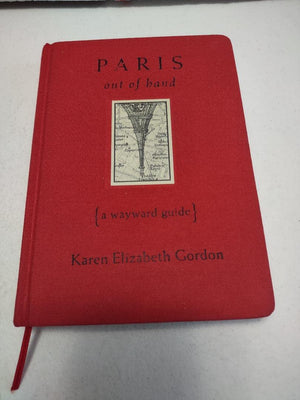 PARIS
out of hand
{a wayward guide}
Karen Elizabeth Gordon